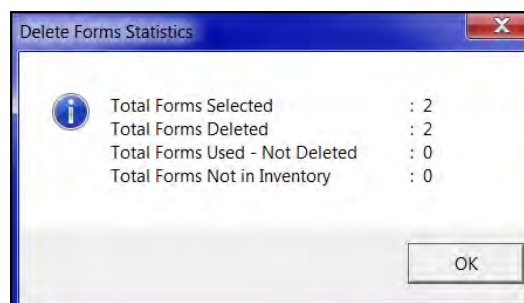 Delete Forms Statistics
Total Forms Selected : 2
Total Forms Deleted : 2
Total Forms Used - Not Deleted : 0
Total Forms Not in Inventory : 0
OK